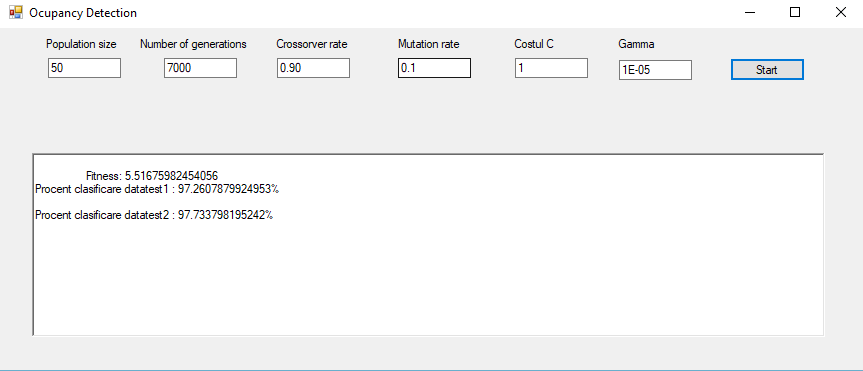 Ocupancy Detection
Population size Number of generations Crossorver rate Mutation rate Costul C Gamma
50 7000 0.90 0.1 1 1E-05 Start
Fitness: 5.51675982454056
Procent clasificare datatest1 : 97.2607879924953%
Procent clasificare datatest2 : 97.733798195242%